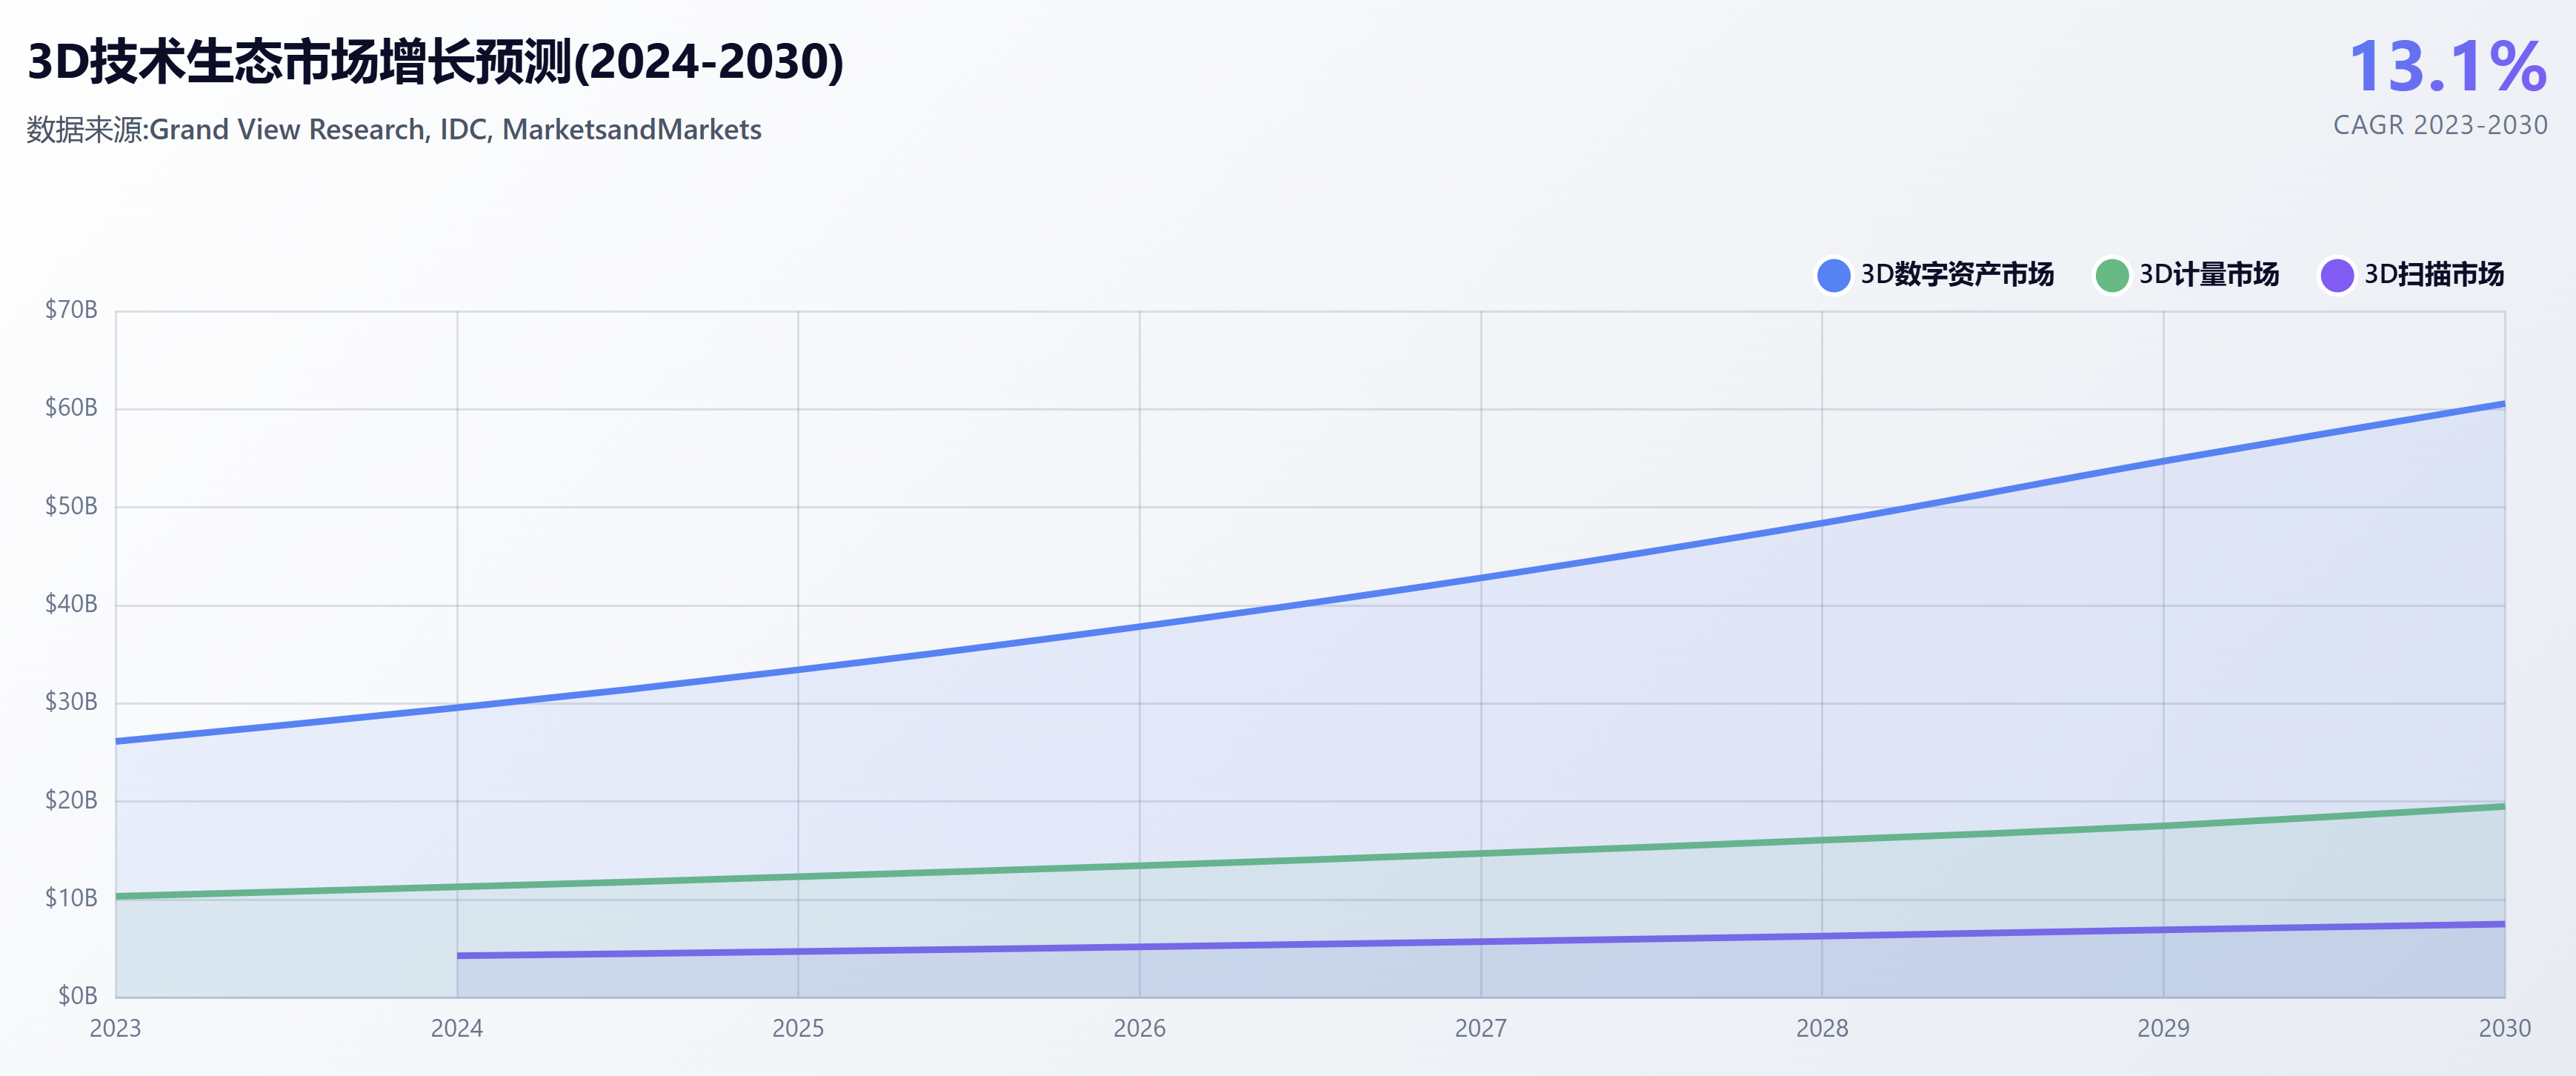 3D技术生态市场增长预测(2024-2030)
数据来源:Grand View Research, IDC, MarketsandMarkets
13.1%
CAGR 2023-2030
3D数字资产市场
3D计量市场
3D扫描市场
$70B
$60B
$50B
$40B
$30B
$20B
$10B
$0B
2023
2024
2025
2026
2027
2028
2029
2030